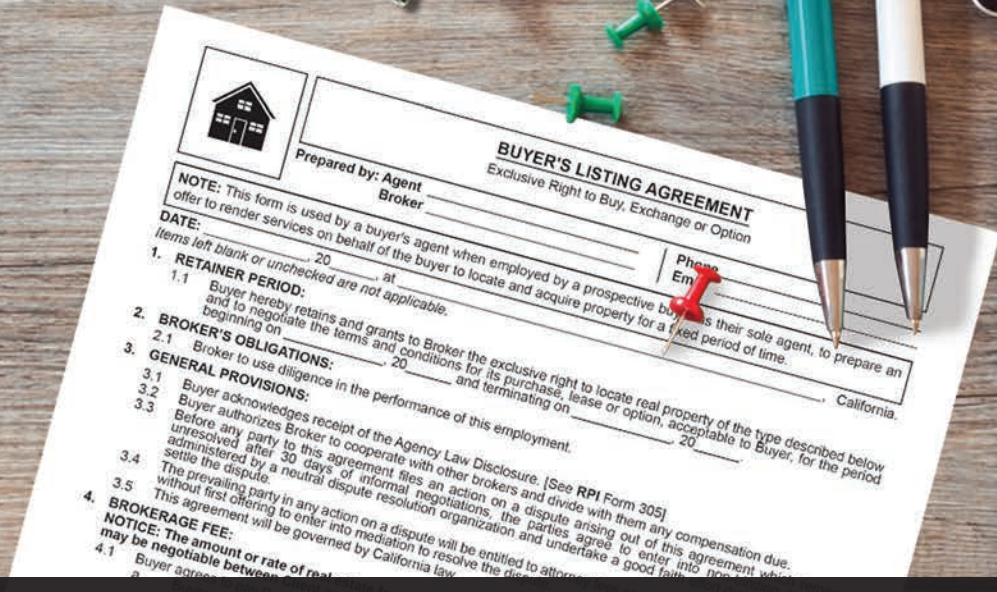 BUYER'S LISTING AGREEMENT
Exclusive Right to Buy, Exchange or Option
Prepared by: Agent
Broker
Phone
Em
NOTE: This form is used by a buyer's agent when employed by a prospective bu as their sole agent, to prepare an
offer to render services on behalf of the buyer to locate and acquire property for a fixed period of time.
DATE: , 20 , at , California.
Items left blank or unchecked are not applicable.
1. RETAINER PERIOD:
1.1 Buyer hereby retains and grants to Broker the exclusive right to locate real property of the type described below
and to negotiate the terms and conditions for its purchase, lease or option, acceptable to Buyer, for the period
beginning on , 20 and terminating on , 20 .
2. BROKER'S OBLIGATIONS:
2.1 Broker to use diligence in the performance of this employment.
3. GENERAL PROVISIONS:
3.1 Buyer acknowledges receipt of the Agency Law Disclosure. [See RPI Form 305]
3.2 Buyer authorizes Broker to cooperate with other brokers and divide with them any compensation due.
3.3 Before any party to this agreement files an action on a dispute arising out of this agreement which
unresolved after 30 days of informal negotiations, the parties agree to enter into
administered by a neutral dispute resolution organization and undertake a good faith
settle the dispute.
3.4 The prevailing party in any action on a dispute will be entitled to attorney
without first offering to enter into mediation to resolve the
3.5 This agreement will be governed by California law.
4. BROKERAGE FEE:
NOTICE: The amount or rate of real
may be negotiable between
4.1 Buyer agrees
a.